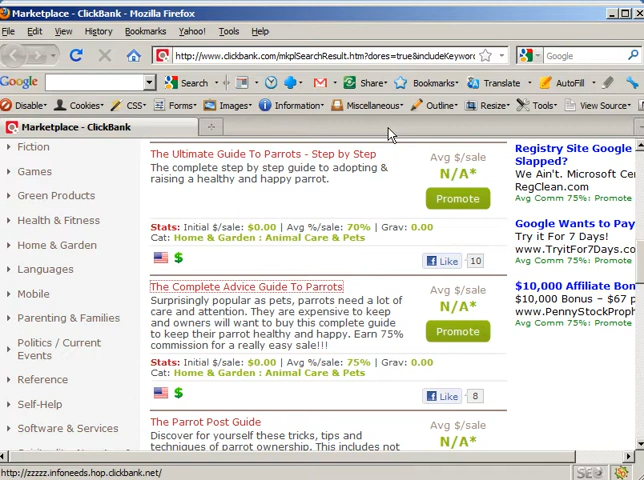 Marketplace - ClickBank - Mozilla Firefox
File Edit View History Bookmarks Yahoo! Tools Help
http://www.clickbank.com/mkplSearchResult.htm?dores=true&includeKeywor
Google
Google Search Share Bookmarks Translate AutoFill
Disable Cookies CSS Forms Images Information Miscellaneous Outline Resize Tools View Source
Marketplace - ClickBank
Fiction
Games
Green Products
Health & Fitness
Home & Garden
Languages
Mobile
Parenting & Families
Politics / Current
Events
Reference
Self-Help
Software & Services
The Ultimate Guide To Parrots - Step by Step
The complete step by step guide to adopting &
raising a healthy and happy parrot.
Avg $/sale
N/A*
Promote
Stats: Initial $/sale: $0.00 | Avg %/sale: 70% | Grav: 0.00
Cat: Home & Garden : Animal Care & Pets
$
Like 10
The Complete Advice Guide To Parrots
Surprisingly popular as pets, parrots need a lot of
care and attention. They are expensive to keep
and owners will want to buy this complete guide
to keep their parrot healthy and happy. Earn 75%
commission for a really easy sale!!!
Avg $/sale
N/A*
Promote
Stats: Initial $/sale: $0.00 | Avg %/sale: 75% | Grav: 0.00
Cat: Home & Garden : Animal Care & Pets
$
Like 8
The Parrot Post Guide
Discover for yourself these tricks, tips and
techniques of parrot ownership. This includes not
Avg $/sale
N/A*
Registry Site Google
Slapped?
We Ain't. Microsoft Cer
RegClean.com
Avg Comm 75%: Promote
Google Wants to Pay
Try it For 7 Days!
www.TryitFor7Days.co
Avg Comm 75%: Promote
$10,000 Affiliate Bon
$10,000 Bonus – $67 p
www.PennyStockProph
Avg Comm 75%: Promote
http://zzzzz.infoneeds.hop.clickbank.net/